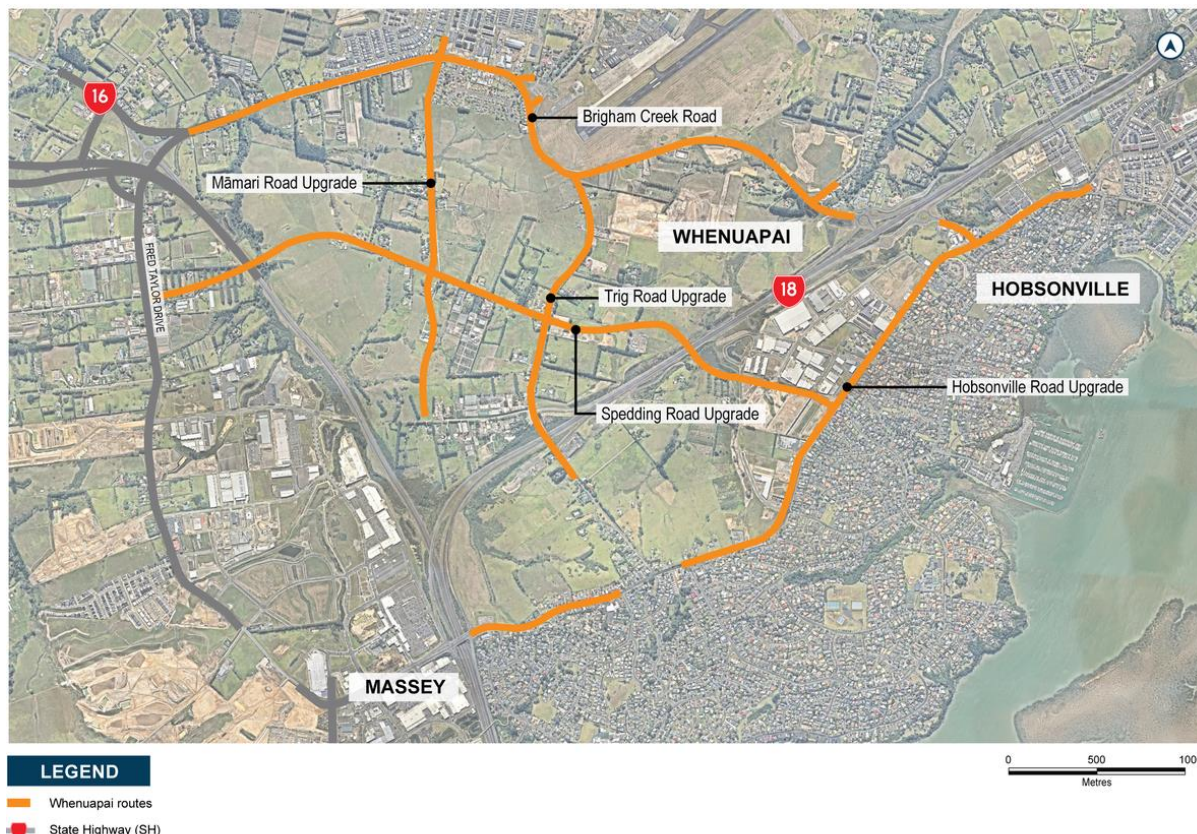 16
Brigham Creek Road
Māmari Road Upgrade
WHENUAPAI
FRED TAYLOR DRIVE
18
HOBSONVILLE
Trig Road Upgrade
Hobsonville Road Upgrade
Spedding Road Upgrade
MASSEY
0 500 100
Metres
LEGEND
Whenuapai routes
State Highway (SH)